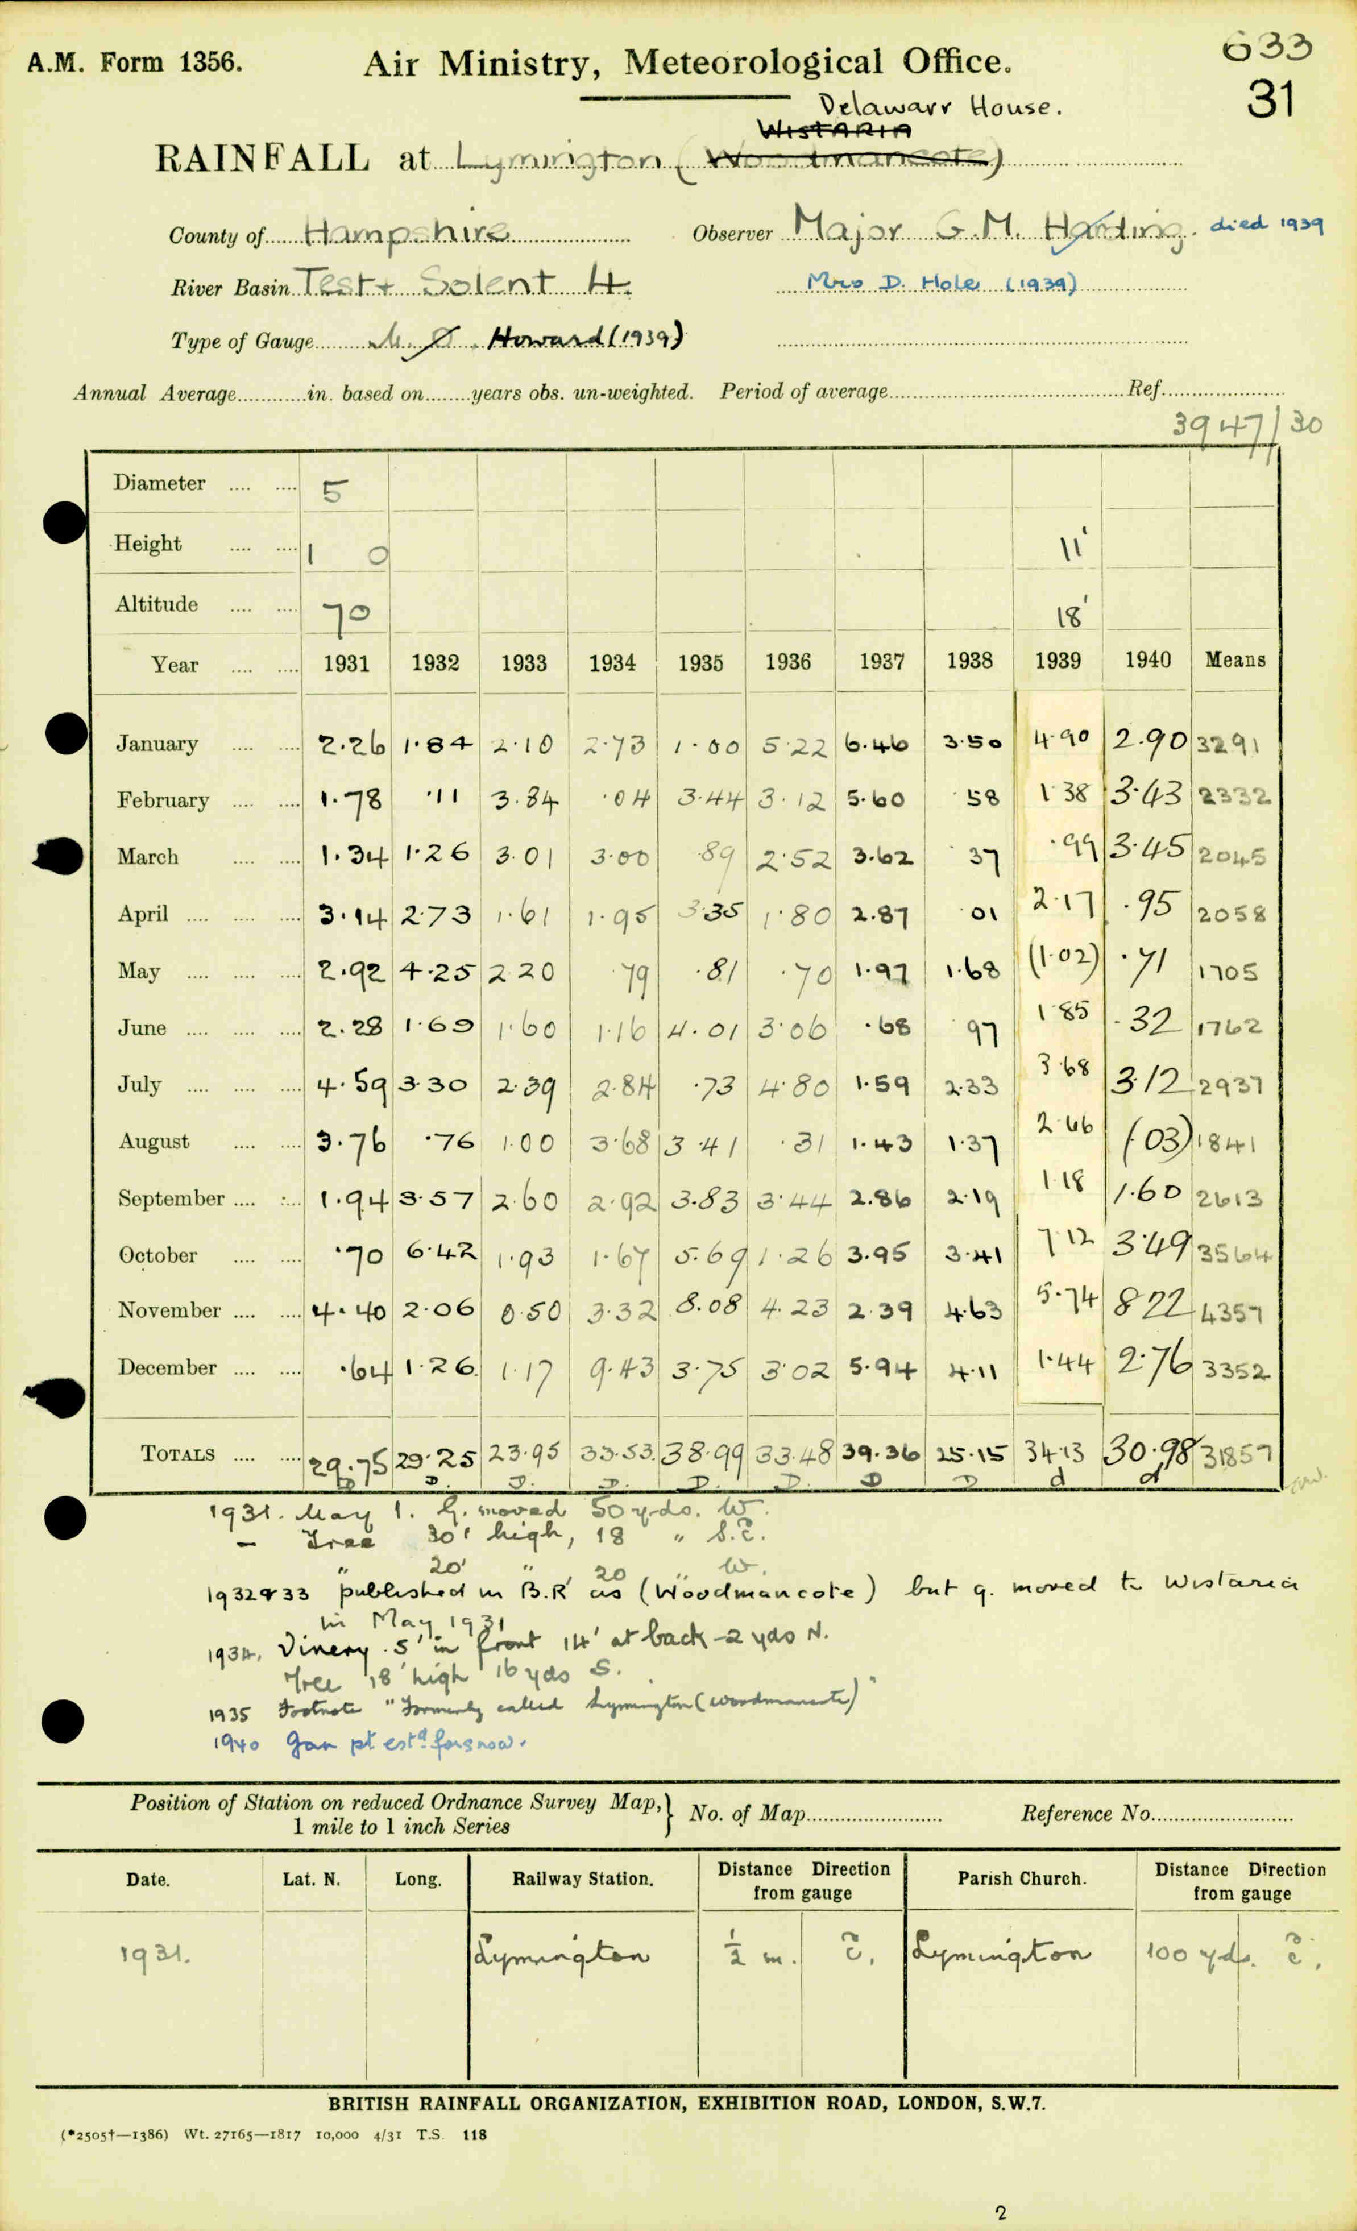 A.M. Form 1356.
Air Ministry, Meteorological Office.
633
31
Delawarr House.
WISTARIA
RAINFALL at Lymington (Woodmancote)
County of Hampshire Observer Major G.M. Harding. died 1939
River Basin Test + Solent 4. Mrs D. Hole (1939)
Type of Gauge M.O. Howard (1939)
Annual Average............in. based on........years obs. un-weighted. Period of average.......... Ref..........
3947/30
Diameter .... .... 5
Height .... .... 1 0 11'
Altitude .... .... 70 18'
Year .... .... 1931 1932 1933 1934 1935 1936 1937 1938 1939 1940 Means
January .... .... 2.26 1.84 2.10 2.73 1.00 5.22 6.46 3.50 4.90 2.90 3291
February .... .... 1.78 .11 3.84 .04 3.44 3.12 5.60 58 1.38 3.43 2332
March .... .... 1.34 1.26 3.01 3.00 .89 2.52 3.62 37 .99 3.45 2045
April .... .... .... 3.14 2.73 1.61 1.95 3.35 1.80 2.87 01 2.17 .95 2058
May .... .... .... 2.92 4.25 2.20 .79 .81 .70 1.97 1.68 (1.02) .71 1705
June .... .... .... 2.28 1.69 1.60 1.16 4.01 3.06 .68 97 1.85 .32 1762
July .... .... .... 4.59 3.30 2.39 2.84 .73 4.80 1.59 2.33 3.68 3.12 2937
August .... .... 3.76 .76 1.00 3.68 3.41 .31 1.43 1.37 2.66 (.03) 1841
September .... .... 1.94 3.57 2.60 2.92 3.83 3.44 2.86 2.19 1.18 1.60 2613
October .... .... .70 6.42 1.93 1.67 5.69 1.26 3.95 3.41 7.12 3.49 3564
November .... .... 4.40 2.06 0.50 3.32 8.08 4.23 2.39 4.63 5.74 8.22 4357
December .... .... .64 1.26 1.17 9.43 3.75 3.02 5.94 4.11 1.44 2.76 3352
TOTALS .... .... 29.75 29.25 23.95 33.53 38.99 33.48 39.36 25.15 34.13 30.98 31857
D D. D. D. D. D. D D d d
1931. May 1. G. moved 50 yds. W.
– Tree 30' high, 18 " S.E.
" 20' " 20 " W.
1932 & 33 published in B.R as (Woodmancote) but g. moved to Wistaria
in May 1931
1934. Vinery 5' in front 14' at back - 2 yds N.
Tree 18' high 16 yds S.
1935 Footnote "Formerly called Lymington (Woodmancote)"
1940 Jan pt estd. for snow.
Position of Station on reduced Ordnance Survey Map, } No. of Map.......... Reference No..........
1 mile to 1 inch Series
Date. Lat. N. Long. Railway Station. Distance Direction from gauge Parish Church. Distance Direction from gauge
1931. Lymington ½ m. E. Lymington 100 yds. E.
BRITISH RAINFALL ORGANIZATION, EXHIBITION ROAD, LONDON, S.W.7.
(*2505†—1386) Wt. 27165—1817 10,000 4/31 T.S. 118
2